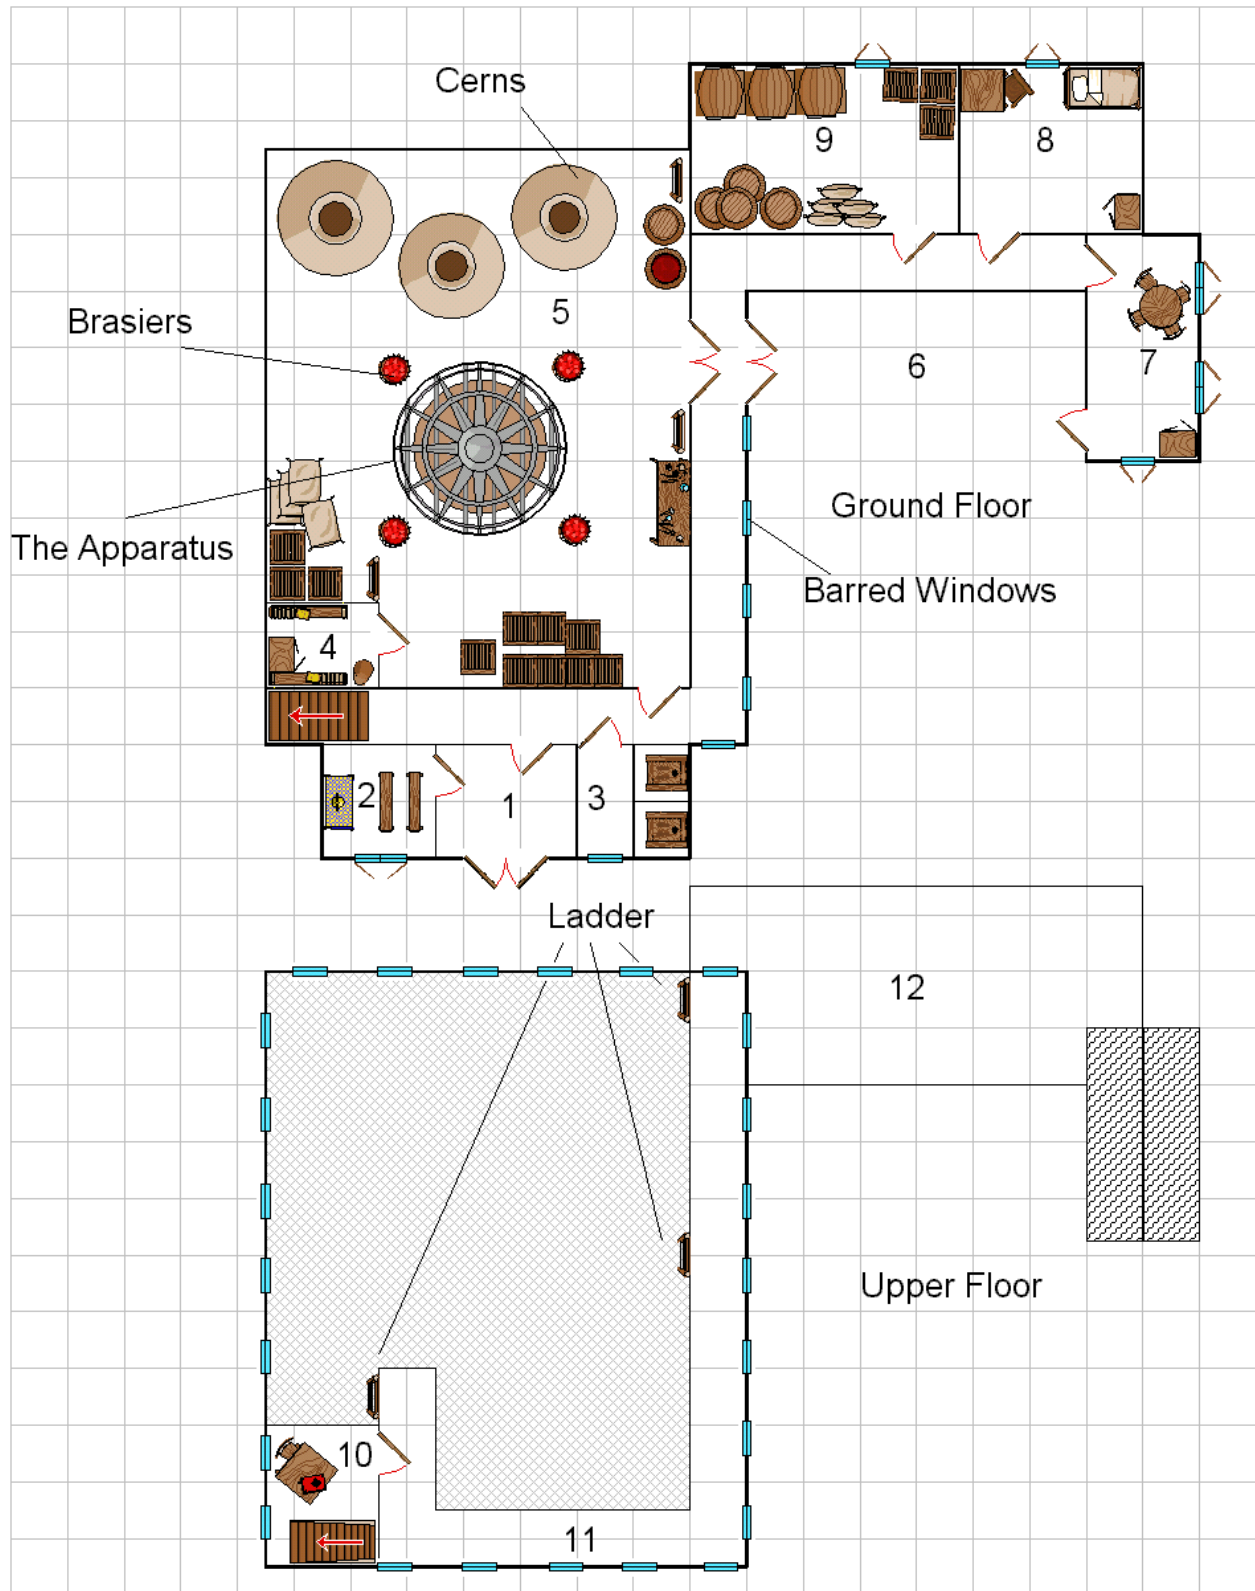 Cerns
9
8
Brasiers
5
6
7
Ground Floor
The Apparatus
Barred Windows
4
2
1
3
Ladder
12
Upper Floor
10
11